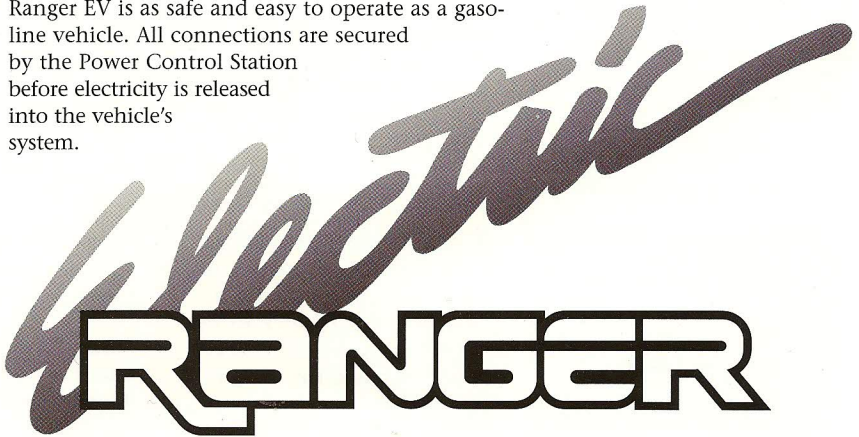 Ranger EV is as safe and easy to operate as a gaso-
line vehicle. All connections are secured
by the Power Control Station
before electricity is released
into the vehicle's
system.
Electric
RANGER